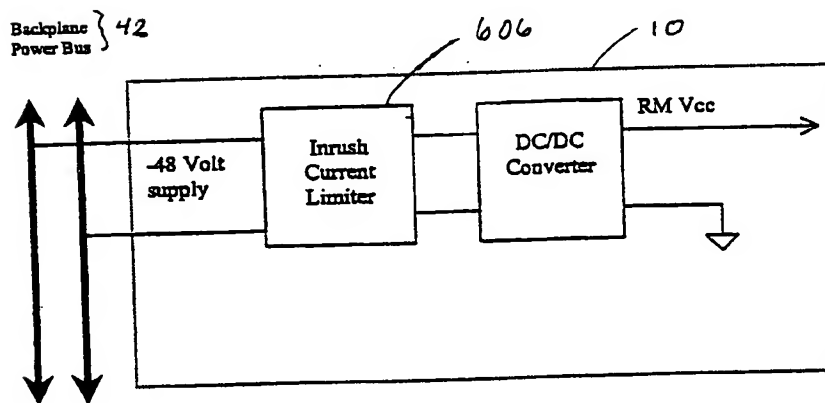 Backplane
Power Bus
42
606
10
-48 Volt
supply
Inrush
Current
Limiter
DC/DC
Converter
RM Vcc